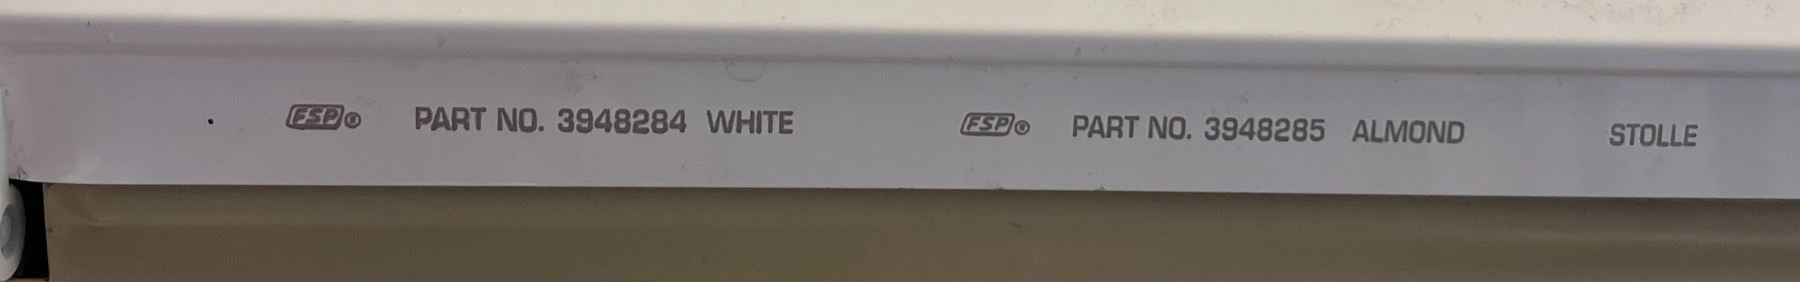 FSP® PART NO. 3948284 WHITE FSP® PART NO. 3948285 ALMOND STOLLE